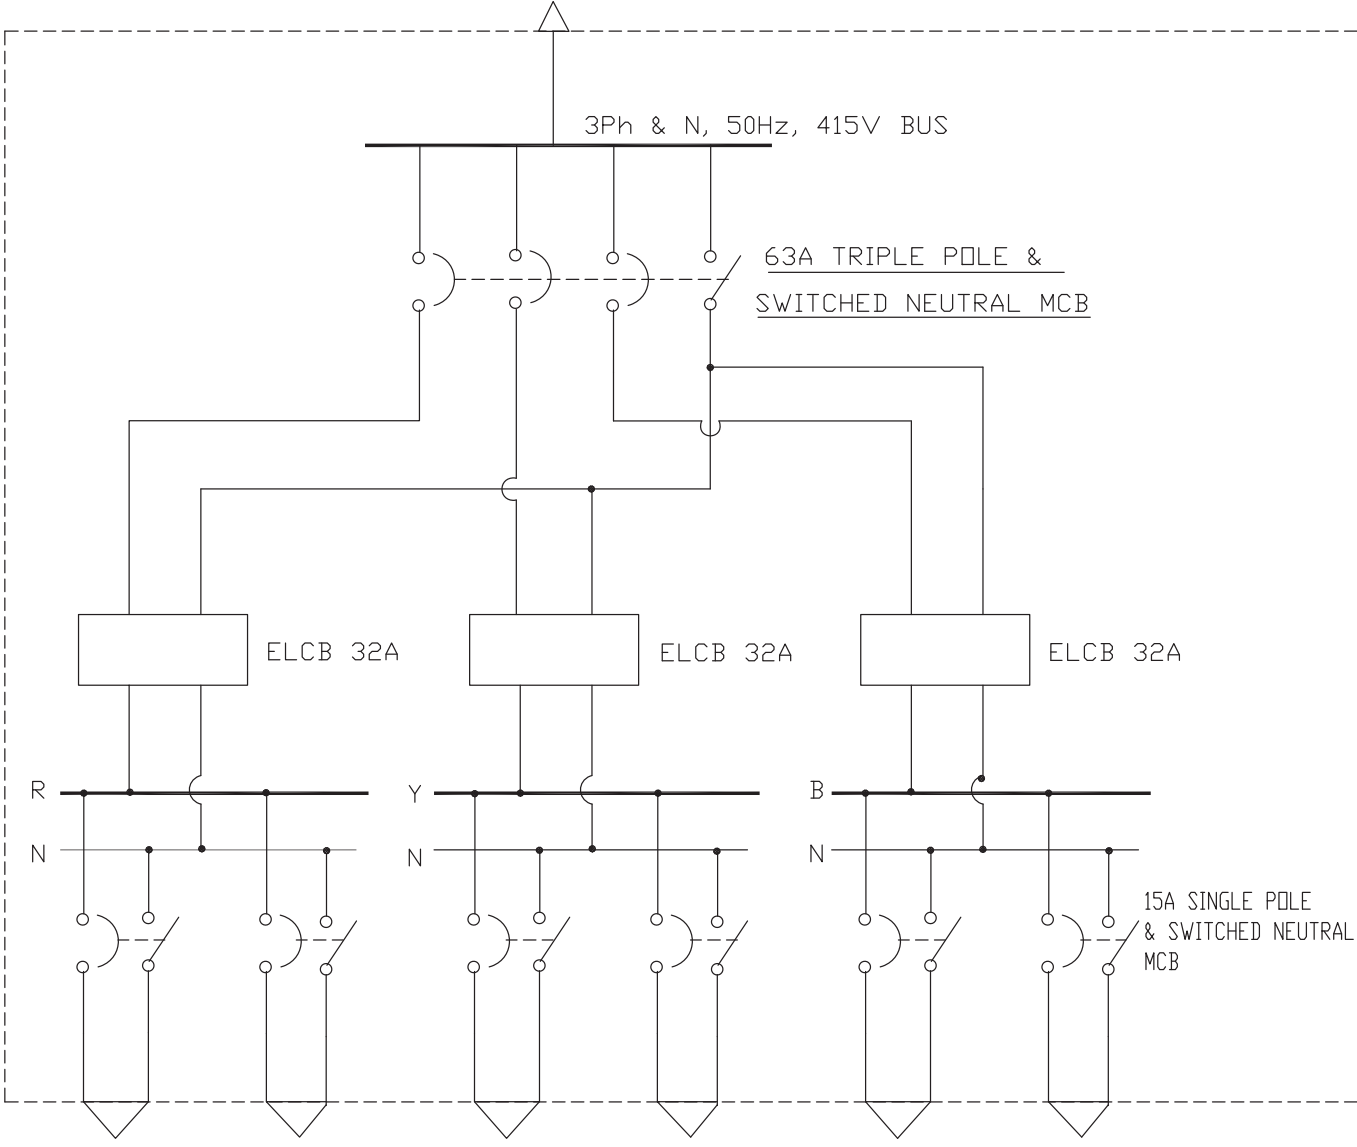 3Ph & N, 50Hz, 415V BUS
63A TRIPLE POLE &
SWITCHED NEUTRAL MCB
ELCB 32A
ELCB 32A
ELCB 32A
R
Y
B
N
N
N
15A SINGLE POLE
& SWITCHED NEUTRAL
MCB